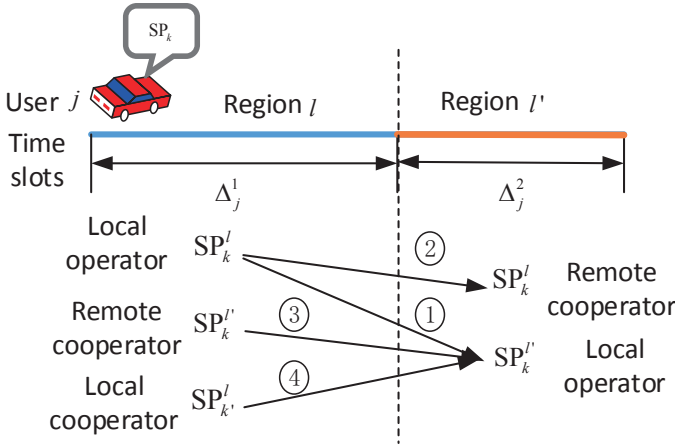 SP_k
User j
Region l
Region l'
Time
slots
Δ_j^1
Δ_j^2
Local
operator
SP_k^l
②
SP_k^l
Remote
cooperator
Remote
cooperator
SP_k^{l'}
③
①
SP_k^{l'}
Local
operator
Local
cooperator
SP_{k'}^l
④